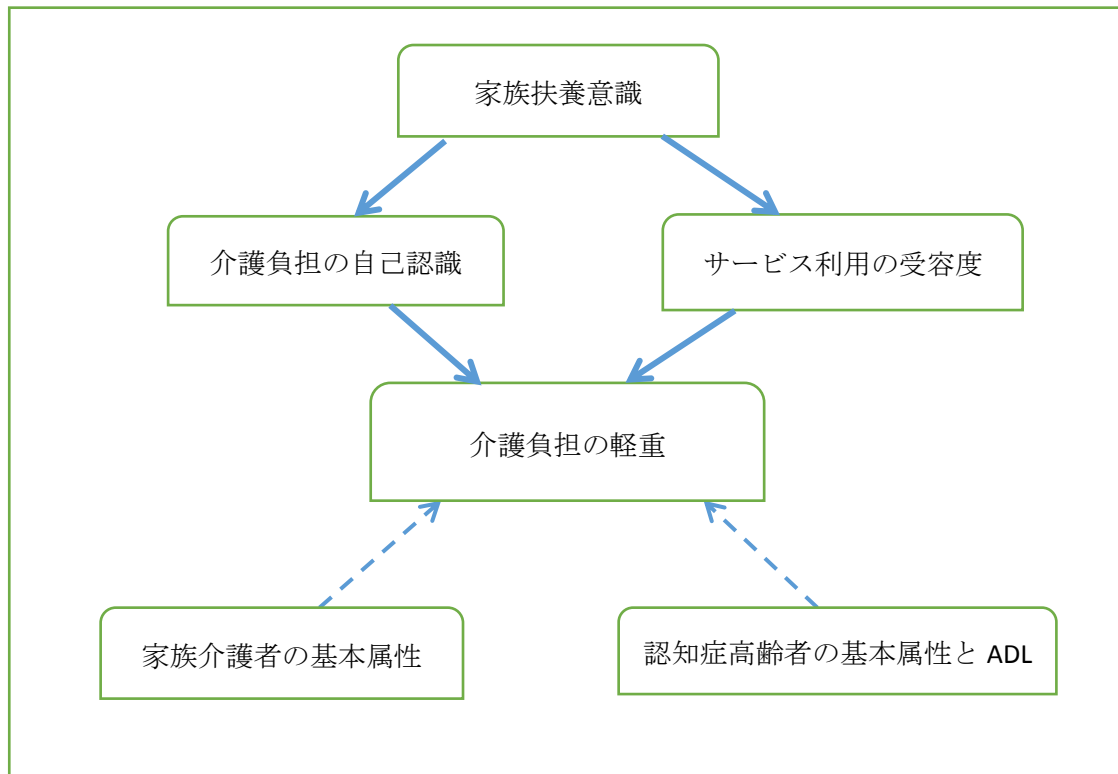 家族扶養意識
介護負担の自己認識
サービス利用の受容度
介護負担の軽重
家族介護者の基本属性
認知症高齢者の基本属性と ADL